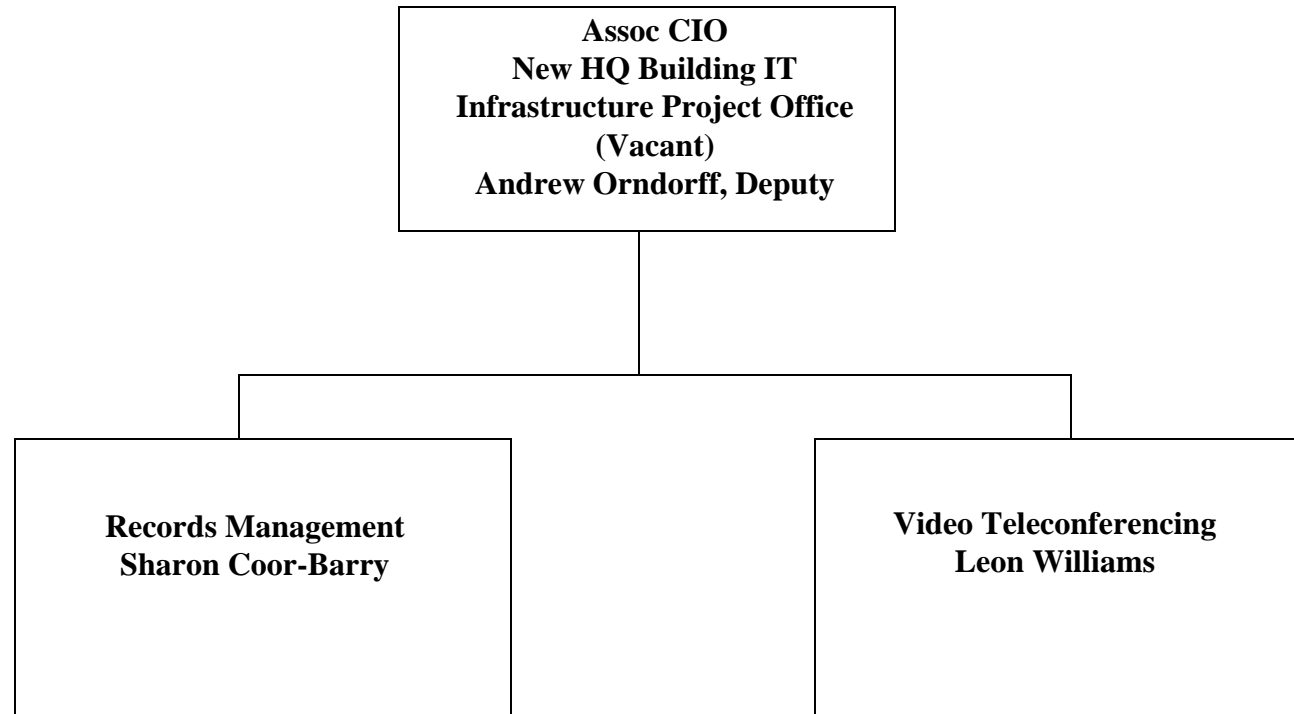 Assoc CIO
New HQ Building IT
Infrastructure Project Office
(Vacant)
Andrew Orndorff, Deputy
Records Management
Sharon Coor-Barry
Video Teleconferencing
Leon Williams